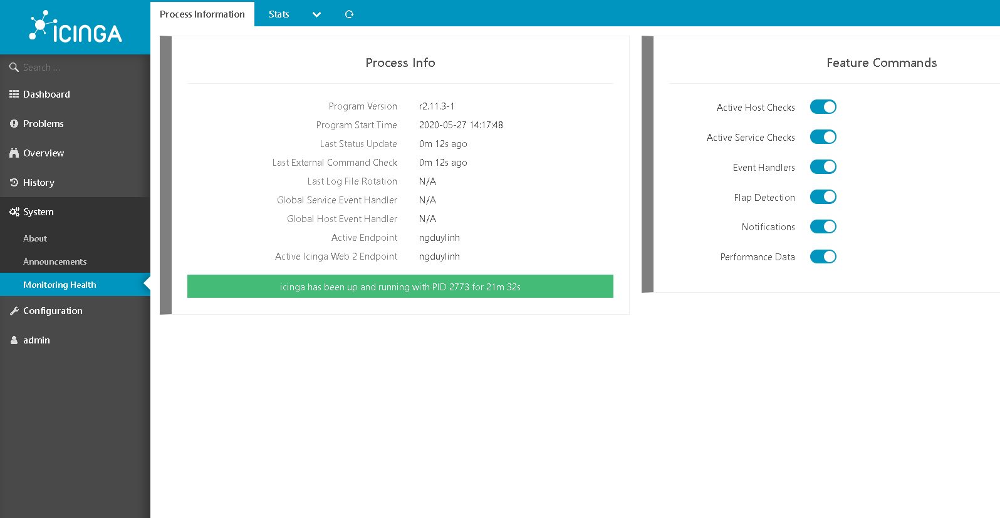 ICINGA
Search ...
Dashboard
Problems
Overview
History
System
About
Announcements
Monitoring Health
Configuration
admin
Process Information
Stats
Process Info
Program Version r2.11.3-1
Program Start Time 2020-05-27 14:17:48
Last Status Update 0m 12s ago
Last External Command Check 0m 12s ago
Last Log File Rotation N/A
Global Service Event Handler N/A
Global Host Event Handler N/A
Active Endpoint ngduylinh
Active Icinga Web 2 Endpoint ngduylinh
icinga has been up and running with PID 2773 for 21m 32s
Feature Commands
Active Host Checks
Active Service Checks
Event Handlers
Flap Detection
Notifications
Performance Data